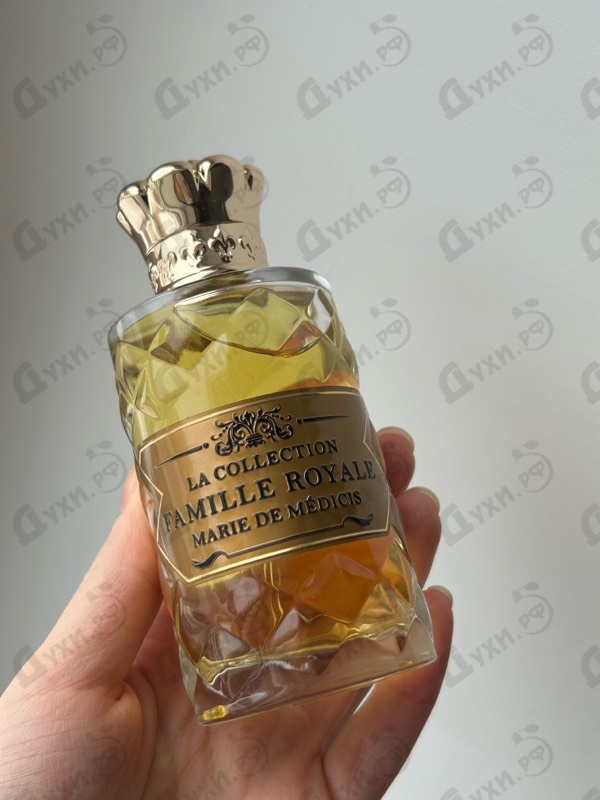 LA COLLECTION
FAMILLE ROYALE
MARIE DE MÉDICIS
Духи.РФ